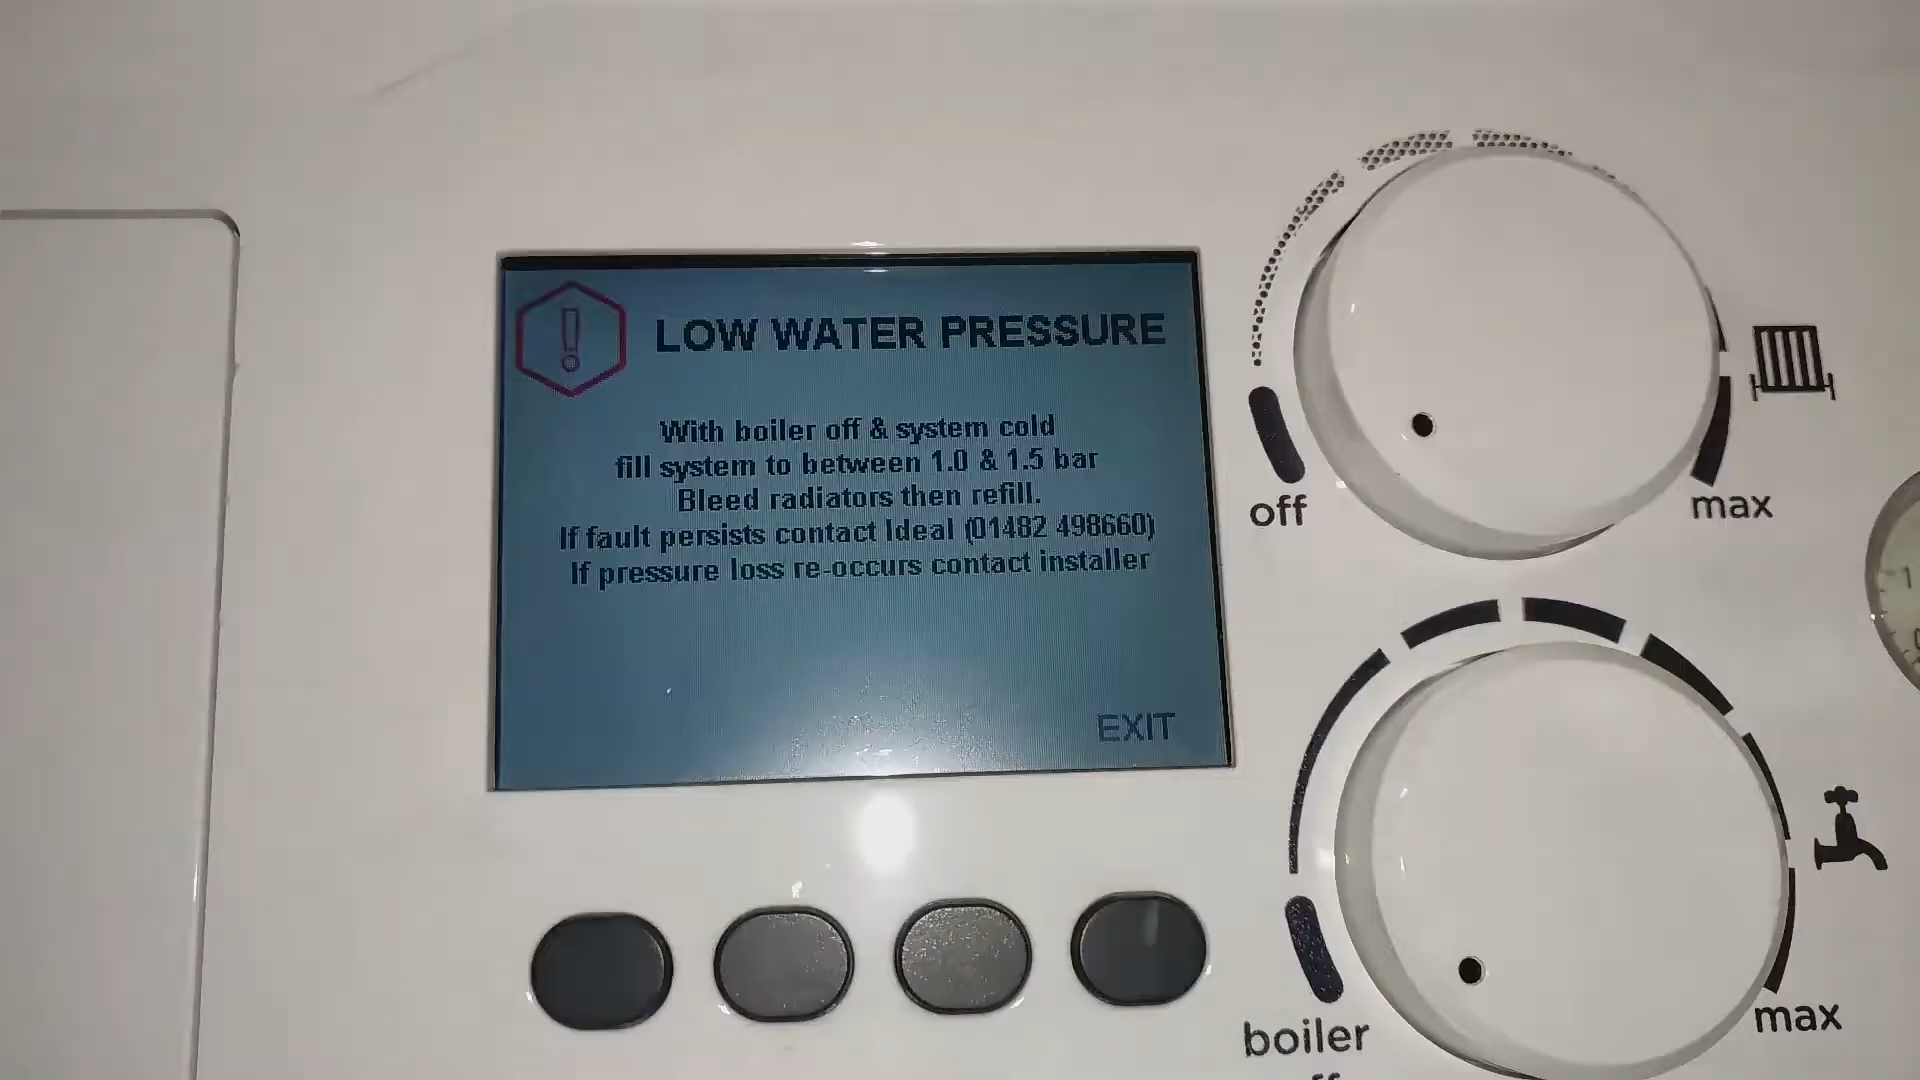 LOW WATER PRESSURE
With boiler off & system cold
fill system to between 1.0 & 1.5 bar
Bleed radiators then refill.
If fault persists contact Ideal (01482 498660)
If pressure loss re-occurs contact installer
EXIT
off
max
1
0
boiler
max